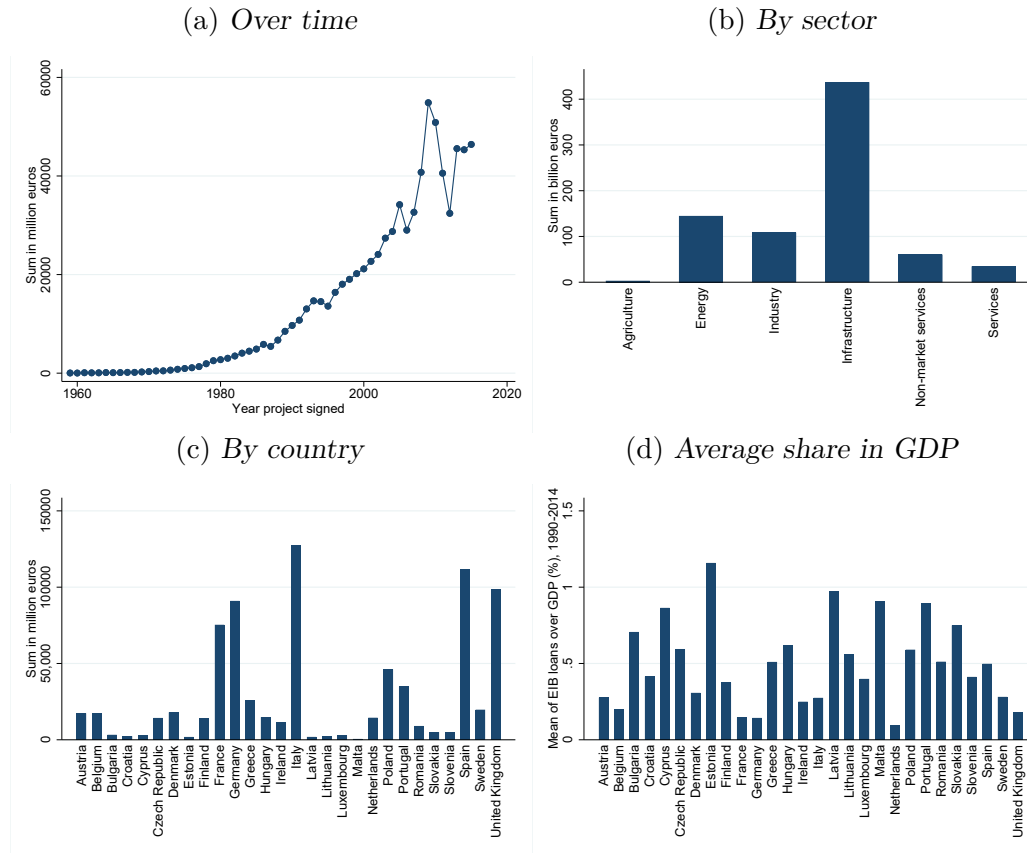 (a) Over time
Sum in million euros
60000
40000
20000
0
1960 1980 2000 2020
Year project signed
(b) By sector
Sum in billion euros
400
300
200
100
0
Agriculture
Energy
Industry
Infrastructure
Non-market services
Services
(c) By country
Sum in million euros
150000
100000
50,000
0
Austria
Belgium
Bulgaria
Croatia
Cyprus
Czech Republic
Denmark
Estonia
Finland
France
Germany
Greece
Hungary
Ireland
Italy
Latvia
Lithuania
Luxembourg
Malta
Netherlands
Poland
Portugal
Romania
Slovakia
Slovenia
Spain
Sweden
United Kingdom
(d) Average share in GDP
Mean of EIB loans over GDP (%), 1990-2014
1.5
1
.5
0
Austria
Belgium
Bulgaria
Croatia
Cyprus
Czech Republic
Denmark
Estonia
Finland
France
Germany
Greece
Hungary
Ireland
Italy
Latvia
Lithuania
Luxembourg
Malta
Netherlands
Poland
Portugal
Romania
Slovakia
Slovenia
Spain
Sweden
United Kingdom